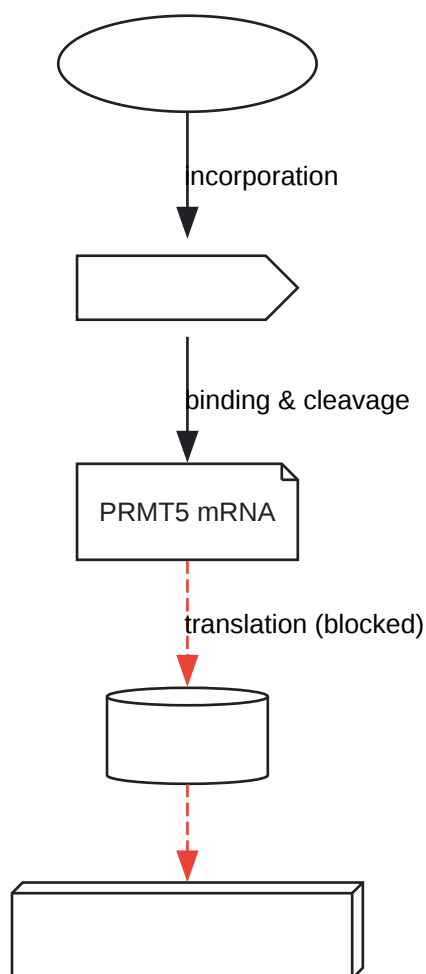 incorporation
binding & cleavage
PRMT5 mRNA
translation (blocked)